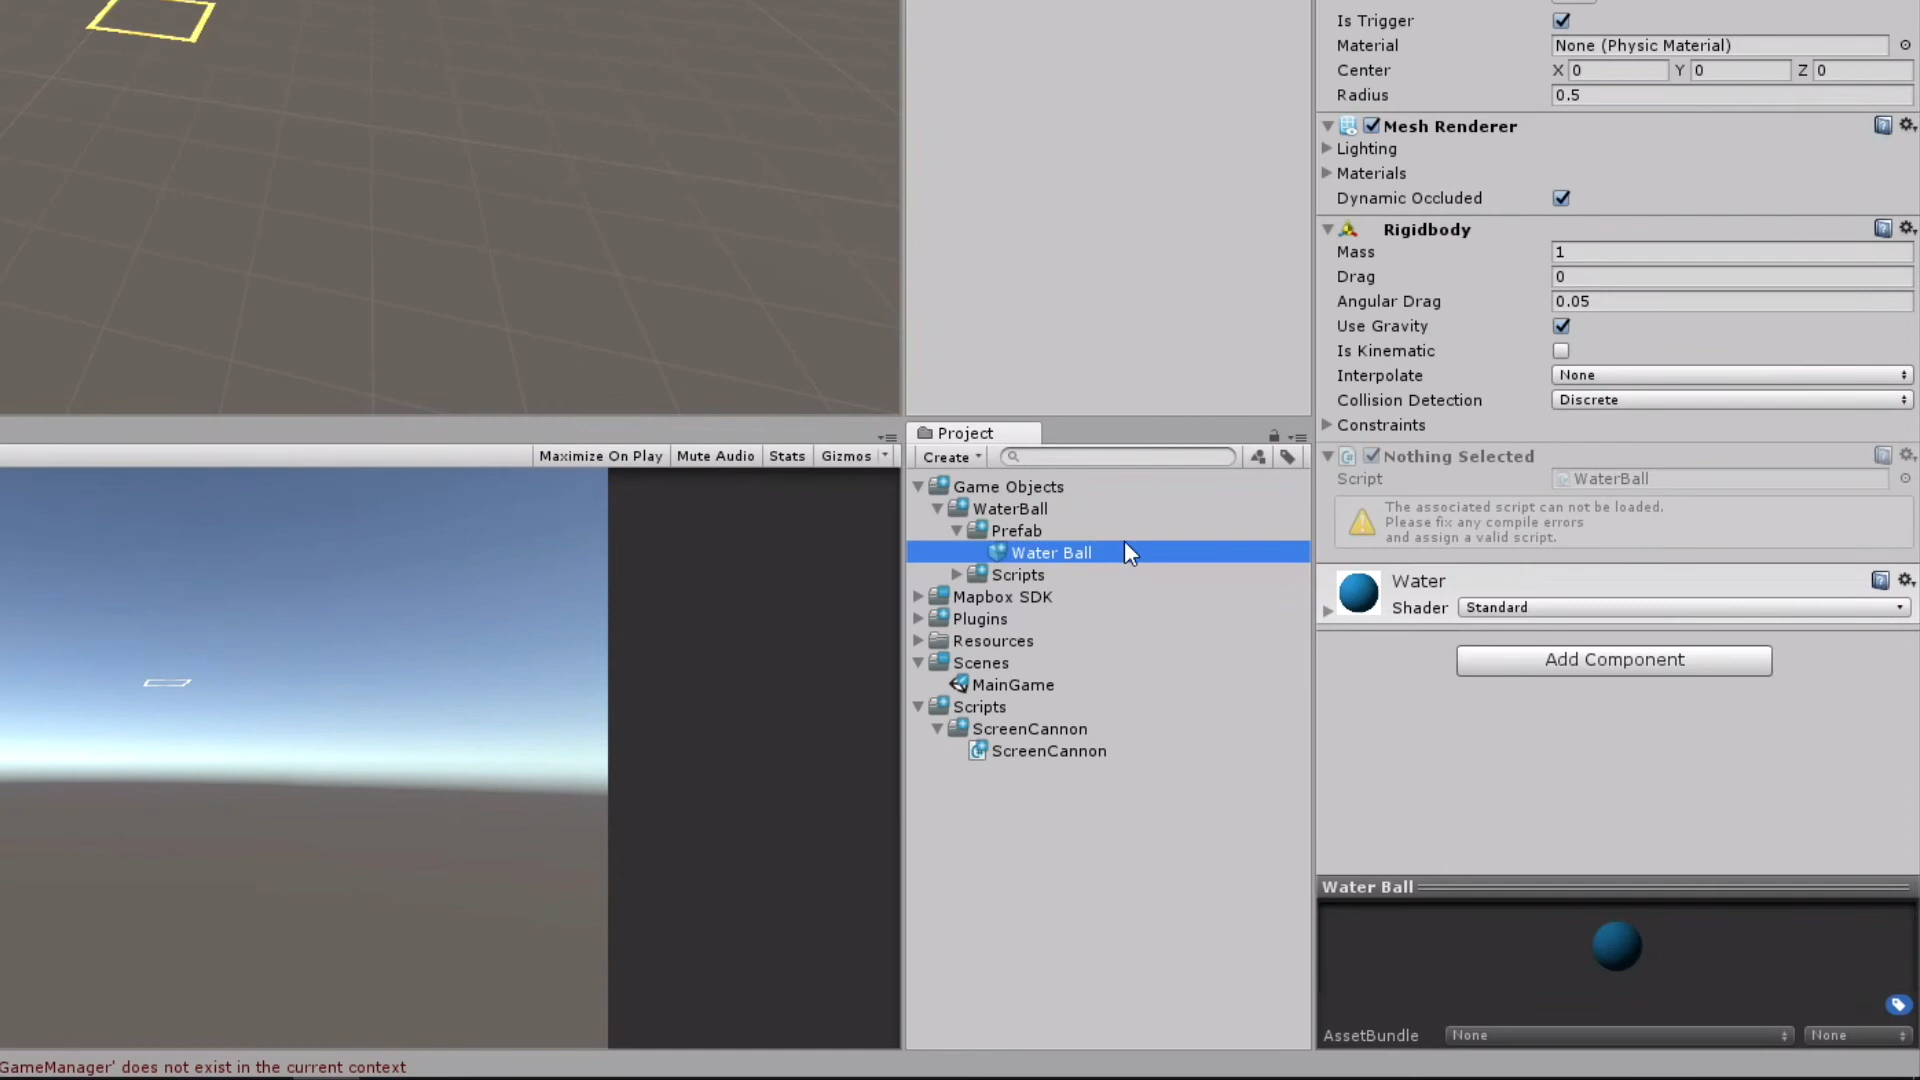 Is Trigger
Material None (Physic Material)
Center X 0 Y 0 Z 0
Radius 0.5
Mesh Renderer
Lighting
Materials
Dynamic Occluded
Rigidbody
Mass 1
Drag 0
Angular Drag 0.05
Use Gravity
Is Kinematic
Interpolate None
Collision Detection Discrete
Constraints
Nothing Selected
Script WaterBall
The associated script can not be loaded.
Please fix any compile errors
and assign a valid script.
Water
Shader Standard
Add Component
Water Ball
AssetBundle None None
Project
Create
Game Objects
WaterBall
Prefab
Water Ball
Scripts
Mapbox SDK
Plugins
Resources
Scenes
MainGame
Scripts
ScreenCannon
ScreenCannon
Maximize On Play Mute Audio Stats Gizmos
GameManager' does not exist in the current context